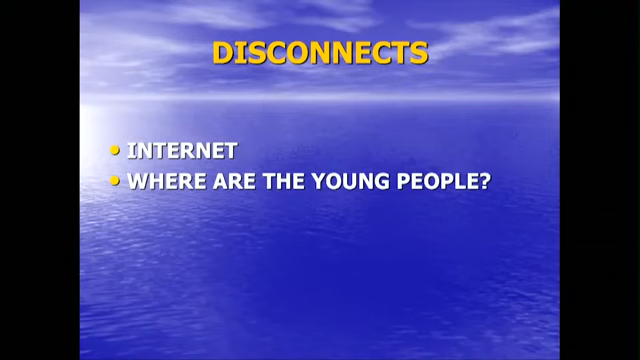 DISCONNECTS
• INTERNET
• WHERE ARE THE YOUNG PEOPLE?